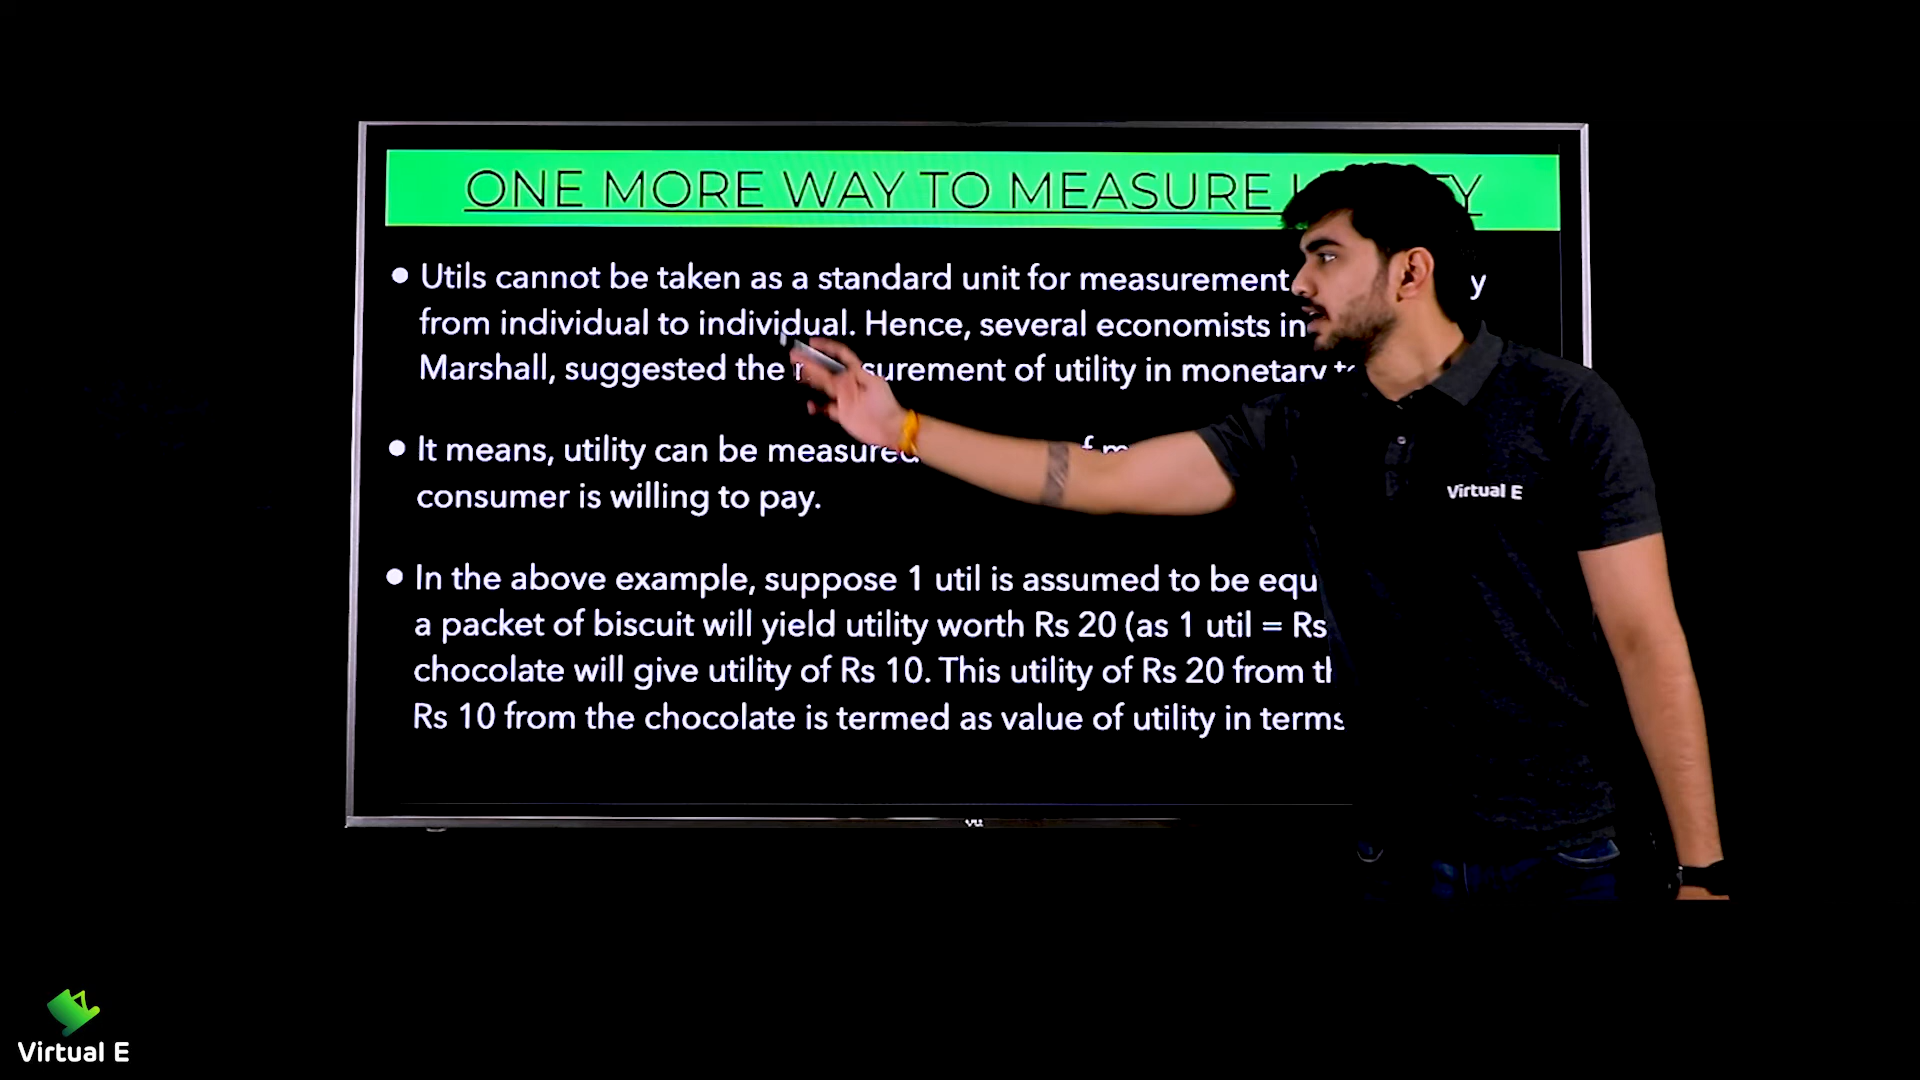 ONE MORE WAY TO MEASURE
● Utils cannot be taken as a standard unit for measurement
from individual to individual. Hence, several economists in
Marshall, suggested the measurement of utility in monetary
● It means, utility can be measured
consumer is willing to pay.
● In the above example, suppose 1 util is assumed to be
a packet of biscuit will yield utility worth Rs 20 (as 1 util = Rs
chocolate will give utility of Rs 10. This utility of Rs 20 from
Rs 10 from the chocolate is termed as value of utility in terms
Virtual E
VU
Virtual E